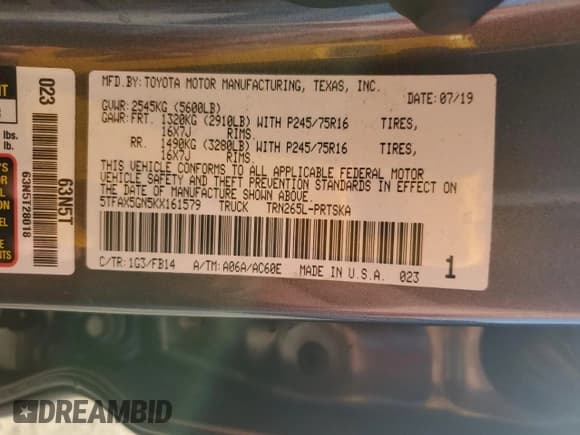 MFD.BY: TOYOTA MOTOR MANUFACTURING, TEXAS, INC.
DATE: 07/19
GVWR: 2545KG (5600LB)
GAWR: FRT. 1320KG (2910LB) WITH P245/75R16 TIRES,
16X7J RIMS.
RR. 1490KG (3280LB) WITH P245/75R16 TIRES,
16X7J RIMS.
THIS VEHICLE CONFORMS TO ALL APPLICABLE FEDERAL MOTOR
VEHICLE SAFETY AND THEFT PREVENTION STANDARDS IN EFFECT ON
THE DATE OF MANUFACTURE SHOWN ABOVE.
5TFAX5GN5KX161579 TRUCK TRN265L-PRTSKA
C/TR: 1G3/FB14 A/TM: A06A/AC60E MADE IN U.S.A. 023
1
023
63N5T
63N5TZ8018
lbs.
lb.
DREAMBID